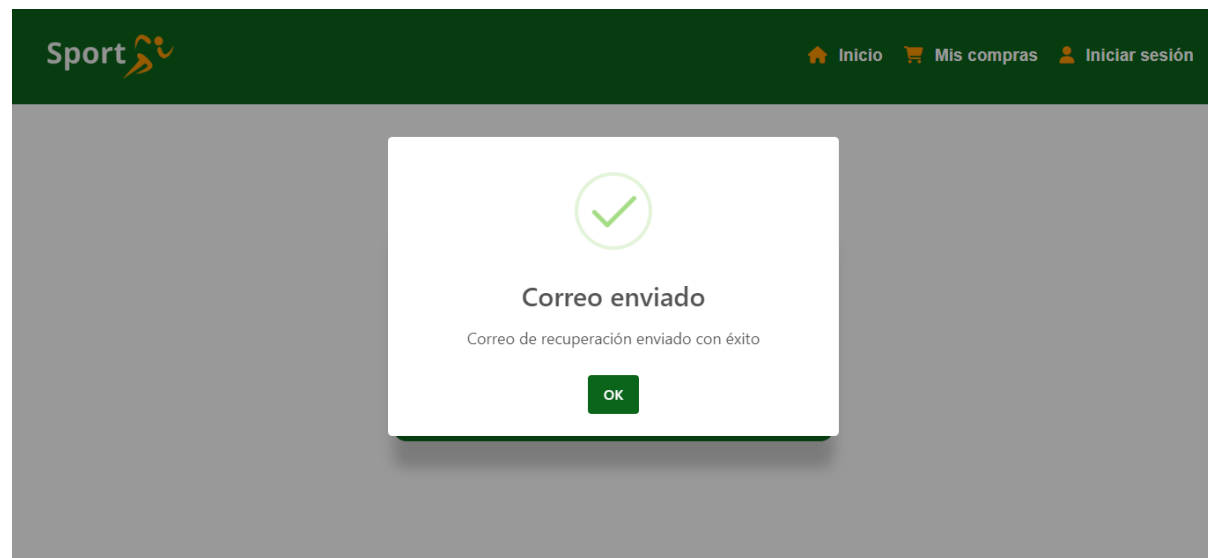 Sport
Inicio Mis compras Iniciar sesión
Correo enviado
Correo de recuperación enviado con éxito
OK